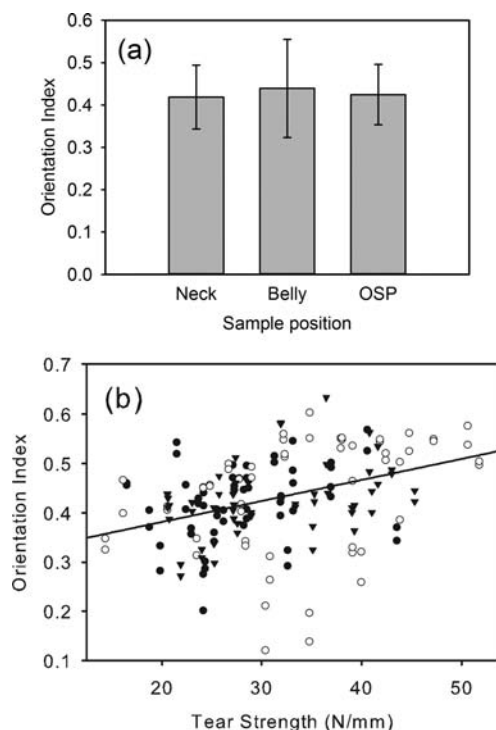 (a)
Orientation Index
0.6
0.5
0.4
0.3
0.2
0.1
0.0
Neck Belly OSP
Sample position
(b)
Orientation Index
0.7
0.6
0.5
0.4
0.3
0.2
0.1
20 30 40 50
Tear Strength (N/mm)